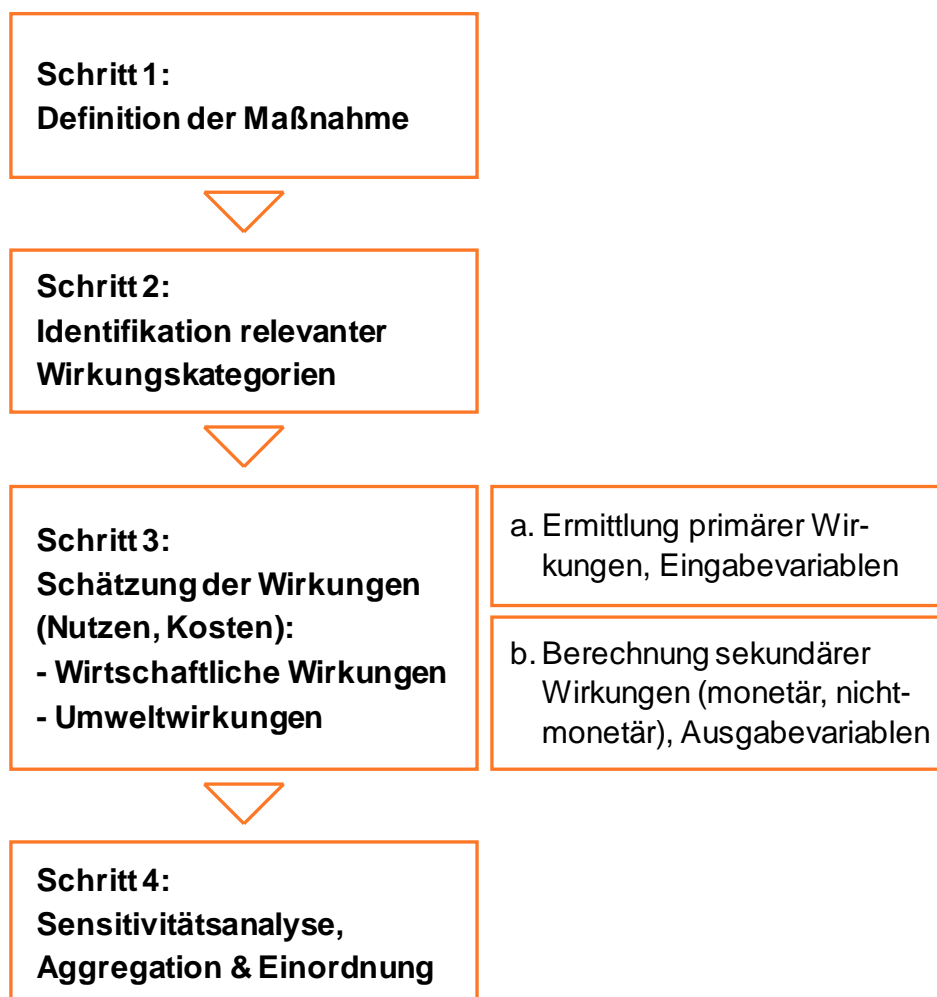 Schritt 1:
Definition der Maßnahme
Schritt 2:
Identifikation relevanter
Wirkungskategorien
Schritt 3:
Schätzung der Wirkungen
(Nutzen, Kosten):
- Wirtschaftliche Wirkungen
- Umweltwirkungen
a. Ermittlung primärer Wir-
kungen, Eingabevariablen
b. Berechnung sekundärer
Wirkungen (monetär, nicht-
monetär), Ausgabevariablen
Schritt 4:
Sensitivitätsanalyse,
Aggregation & Einordnung